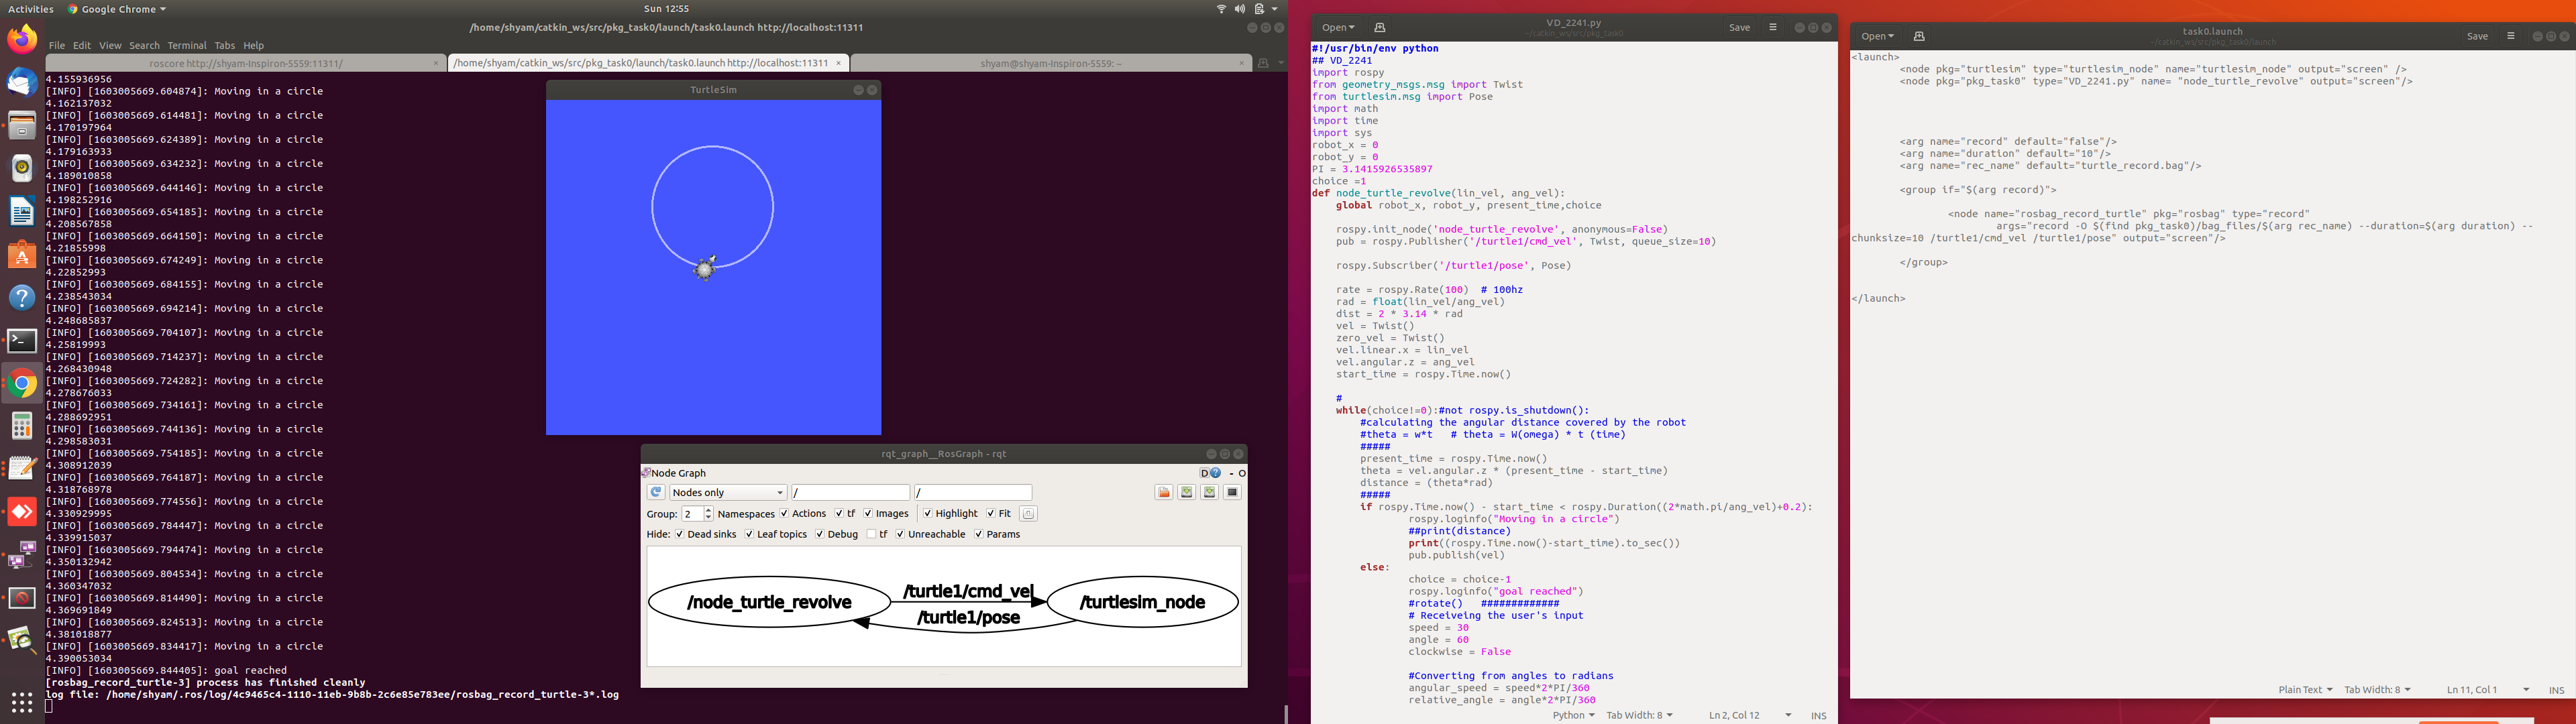 Activities
Google Chrome
Sun 12:55
/home/shyam/catkin_ws/src/pkg_task0/launch/task0.launch http://localhost:11311
File Edit View Search Terminal Tabs Help
roscore http://shyam-Inspiron-5559:11311/
/home/shyam/catkin_ws/src/pkg_task0/launch/task0.launch http://localhost:11311
shyam@shyam-Inspiron-5559: ~
4.155936956
[INFO] [1603005669.604874]: Moving in a circle
4.162137032
[INFO] [1603005669.614481]: Moving in a circle
4.170197964
[INFO] [1603005669.624389]: Moving in a circle
4.179163933
[INFO] [1603005669.634232]: Moving in a circle
4.189010858
[INFO] [1603005669.644146]: Moving in a circle
4.198252916
[INFO] [1603005669.654185]: Moving in a circle
4.208567858
[INFO] [1603005669.664150]: Moving in a circle
4.21855998
[INFO] [1603005669.674249]: Moving in a circle
4.22852993
[INFO] [1603005669.684155]: Moving in a circle
4.238543034
[INFO] [1603005669.694214]: Moving in a circle
4.248685837
[INFO] [1603005669.704107]: Moving in a circle
4.25819993
[INFO] [1603005669.714237]: Moving in a circle
4.268430948
[INFO] [1603005669.724282]: Moving in a circle
4.278676033
[INFO] [1603005669.734161]: Moving in a circle
4.288692951
[INFO] [1603005669.744136]: Moving in a circle
4.298583031
[INFO] [1603005669.754185]: Moving in a circle
4.308912039
[INFO] [1603005669.764187]: Moving in a circle
4.318768978
[INFO] [1603005669.774556]: Moving in a circle
4.330929995
[INFO] [1603005669.784447]: Moving in a circle
4.339915037
[INFO] [1603005669.794474]: Moving in a circle
4.350132942
[INFO] [1603005669.804534]: Moving in a circle
4.360347032
[INFO] [1603005669.814490]: Moving in a circle
4.369691849
[INFO] [1603005669.824513]: Moving in a circle
4.381018877
[INFO] [1603005669.834417]: Moving in a circle
4.390053034
[INFO] [1603005669.844405]: goal reached
[rosbag_record_turtle-3] process has finished cleanly
log file: /home/shyam/.ros/log/4c9465c4-1110-11eb-9b8b-2c6e85e783ee/rosbag_record_turtle-3*.log
TurtleSim
rqt_graph__RosGraph - rqt
Node Graph
D ? - O
Nodes only / /
Group: 2 Namespaces Actions tf Images Highlight Fit
Hide: Dead sinks Leaf topics Debug tf Unreachable Params
/node_turtle_revolve
/turtle1/cmd_vel
/turtle1/pose
/turtlesim_node
Open
VD_2241.py
~/catkin_ws/src/pkg_task0
Save
#!/usr/bin/env python
## VD_2241
import rospy
from geometry_msgs.msg import Twist
from turtlesim.msg import Pose
import math
import time
import sys
robot_x = 0
robot_y = 0
PI = 3.1415926535897
choice =1
def node_turtle_revolve(lin_vel, ang_vel):
global robot_x, robot_y, present_time,choice
rospy.init_node('node_turtle_revolve', anonymous=False)
pub = rospy.Publisher('/turtle1/cmd_vel', Twist, queue_size=10)
rospy.Subscriber('/turtle1/pose', Pose)
rate = rospy.Rate(100) # 100hz
rad = float(lin_vel/ang_vel)
dist = 2 * 3.14 * rad
vel = Twist()
zero_vel = Twist()
vel.linear.x = lin_vel
vel.angular.z = ang_vel
start_time = rospy.Time.now()
#
while(choice!=0):#not rospy.is_shutdown():
#calculating the angular distance covered by the robot
#theta = w*t # theta = W(omega) * t (time)
#####
present_time = rospy.Time.now()
theta = vel.angular.z * (present_time - start_time)
distance = (theta*rad)
#####
if rospy.Time.now() - start_time < rospy.Duration((2*math.pi/ang_vel)+0.2):
rospy.loginfo("Moving in a circle")
##print(distance)
print((rospy.Time.now()-start_time).to_sec())
pub.publish(vel)
else:
choice = choice-1
rospy.loginfo("goal reached")
#rotate() #############
# Receiveing the user's input
speed = 30
angle = 60
clockwise = False
#Converting from angles to radians
angular_speed = speed*2*PI/360
relative_angle = angle*2*PI/360
Python Tab Width: 8 Ln 2, Col 12 INS
Open
task0.launch
~/catkin_ws/src/pkg_task0/launch
Save
<launch>
<node pkg="turtlesim" type="turtlesim_node" name="turtlesim_node" output="screen" />
<node pkg="pkg_task0" type="VD_2241.py" name= "node_turtle_revolve" output="screen"/>
<arg name="record" default="false"/>
<arg name="duration" default="10"/>
<arg name="rec_name" default="turtle_record.bag"/>
<group if="$(arg record)">
<node name="rosbag_record_turtle" pkg="rosbag" type="record"
args="record -O $(find pkg_task0)/bag_files/$(arg rec_name) --duration=$(arg duration) --
chunksize=10 /turtle1/cmd_vel /turtle1/pose" output="screen"/>
</group>
</launch>
Plain Text Tab Width: 8 Ln 11, Col 1 INS